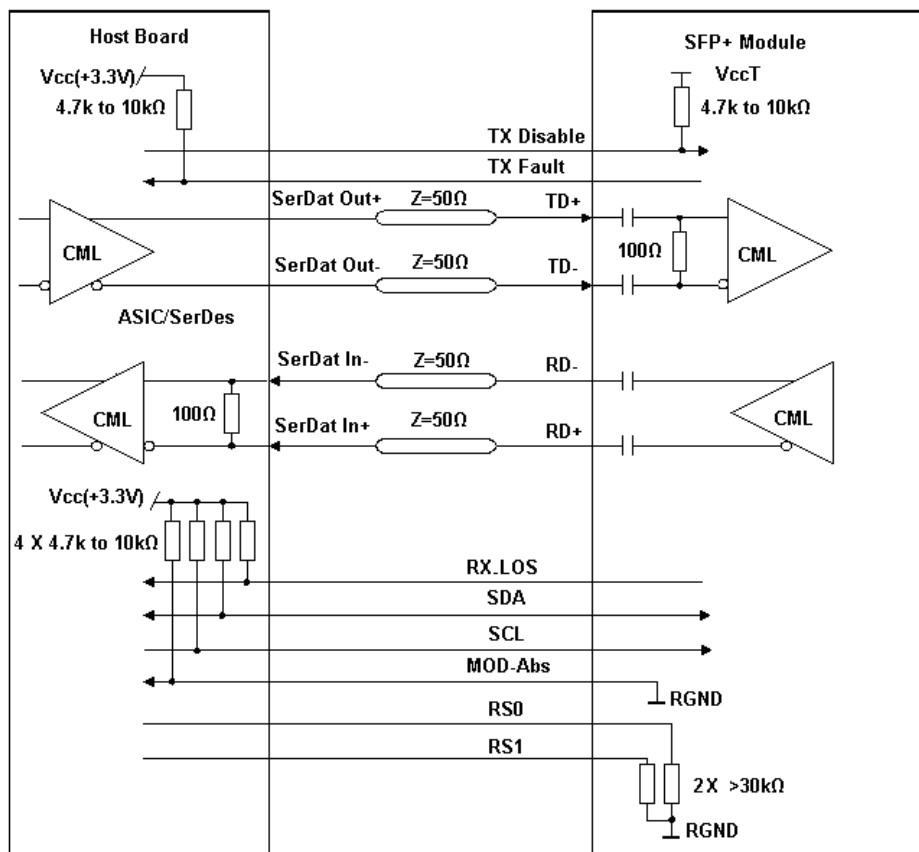 Host Board
SFP+ Module
Vcc(+3.3V)
VccT
4.7k to 10kΩ
4.7k to 10kΩ
TX Disable
TX Fault
SerDat Out+
Z=50Ω
TD+
CML
100Ω
CML
SerDat Out-
Z=50Ω
TD-
ASIC/SerDes
SerDat In-
Z=50Ω
RD-
CML
100Ω
CML
SerDat In+
Z=50Ω
RD+
Vcc(+3.3V)
4 X 4.7k to 10kΩ
RX_LOS
SDA
SCL
MOD-Abs
RGND
RS0
RS1
2X >30kΩ
RGND